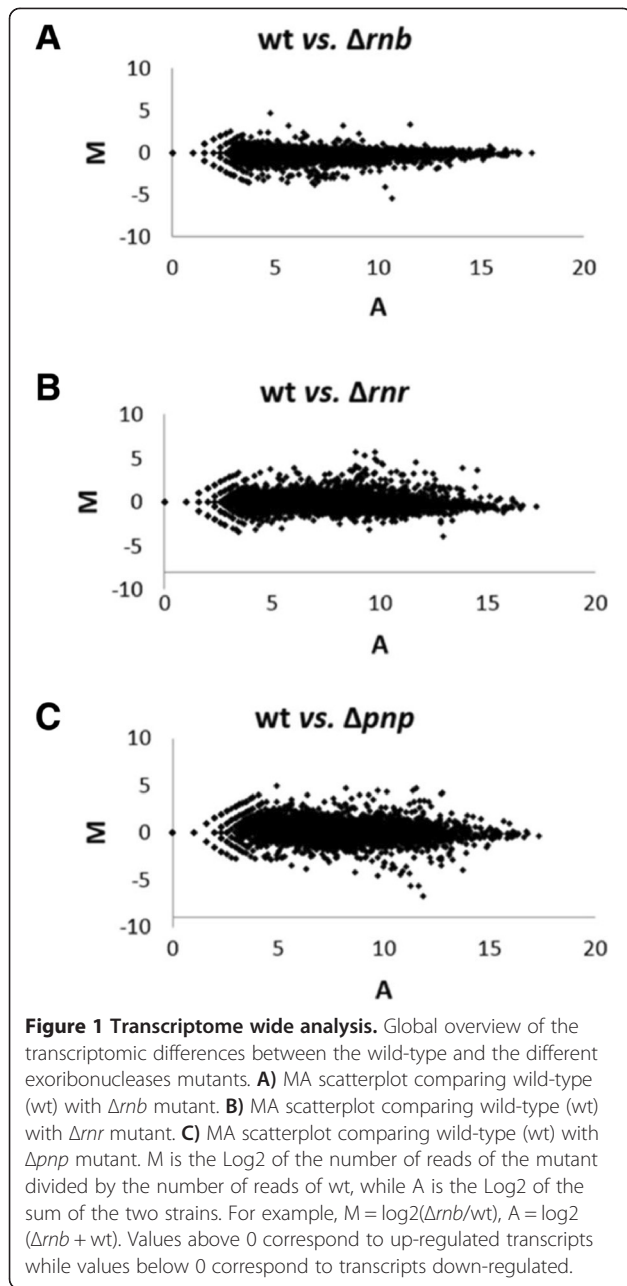 A
wt vs. Δrnb
10
5
0
-5
-10
M
0 5 10 15 20
A
B
wt vs. Δrnr
10
5
0
-5
-10
M
0 5 10 15 20
A
C
wt vs. Δpnp
10
5
0
-5
-10
M
0 5 10 15 20
A
Figure 1 Transcriptome wide analysis. Global overview of the
transcriptomic differences between the wild-type and the different
exoribonucleases mutants. A) MA scatterplot comparing wild-type
(wt) with Δrnb mutant. B) MA scatterplot comparing wild-type (wt)
with Δrnr mutant. C) MA scatterplot comparing wild-type (wt) with
Δpnp mutant. M is the Log2 of the number of reads of the mutant
divided by the number of reads of wt, while A is the Log2 of the
sum of the two strains. For example, M = log2(Δrnb/wt), A = log2
(Δrnb + wt). Values above 0 correspond to up-regulated transcripts
while values below 0 correspond to transcripts down-regulated.